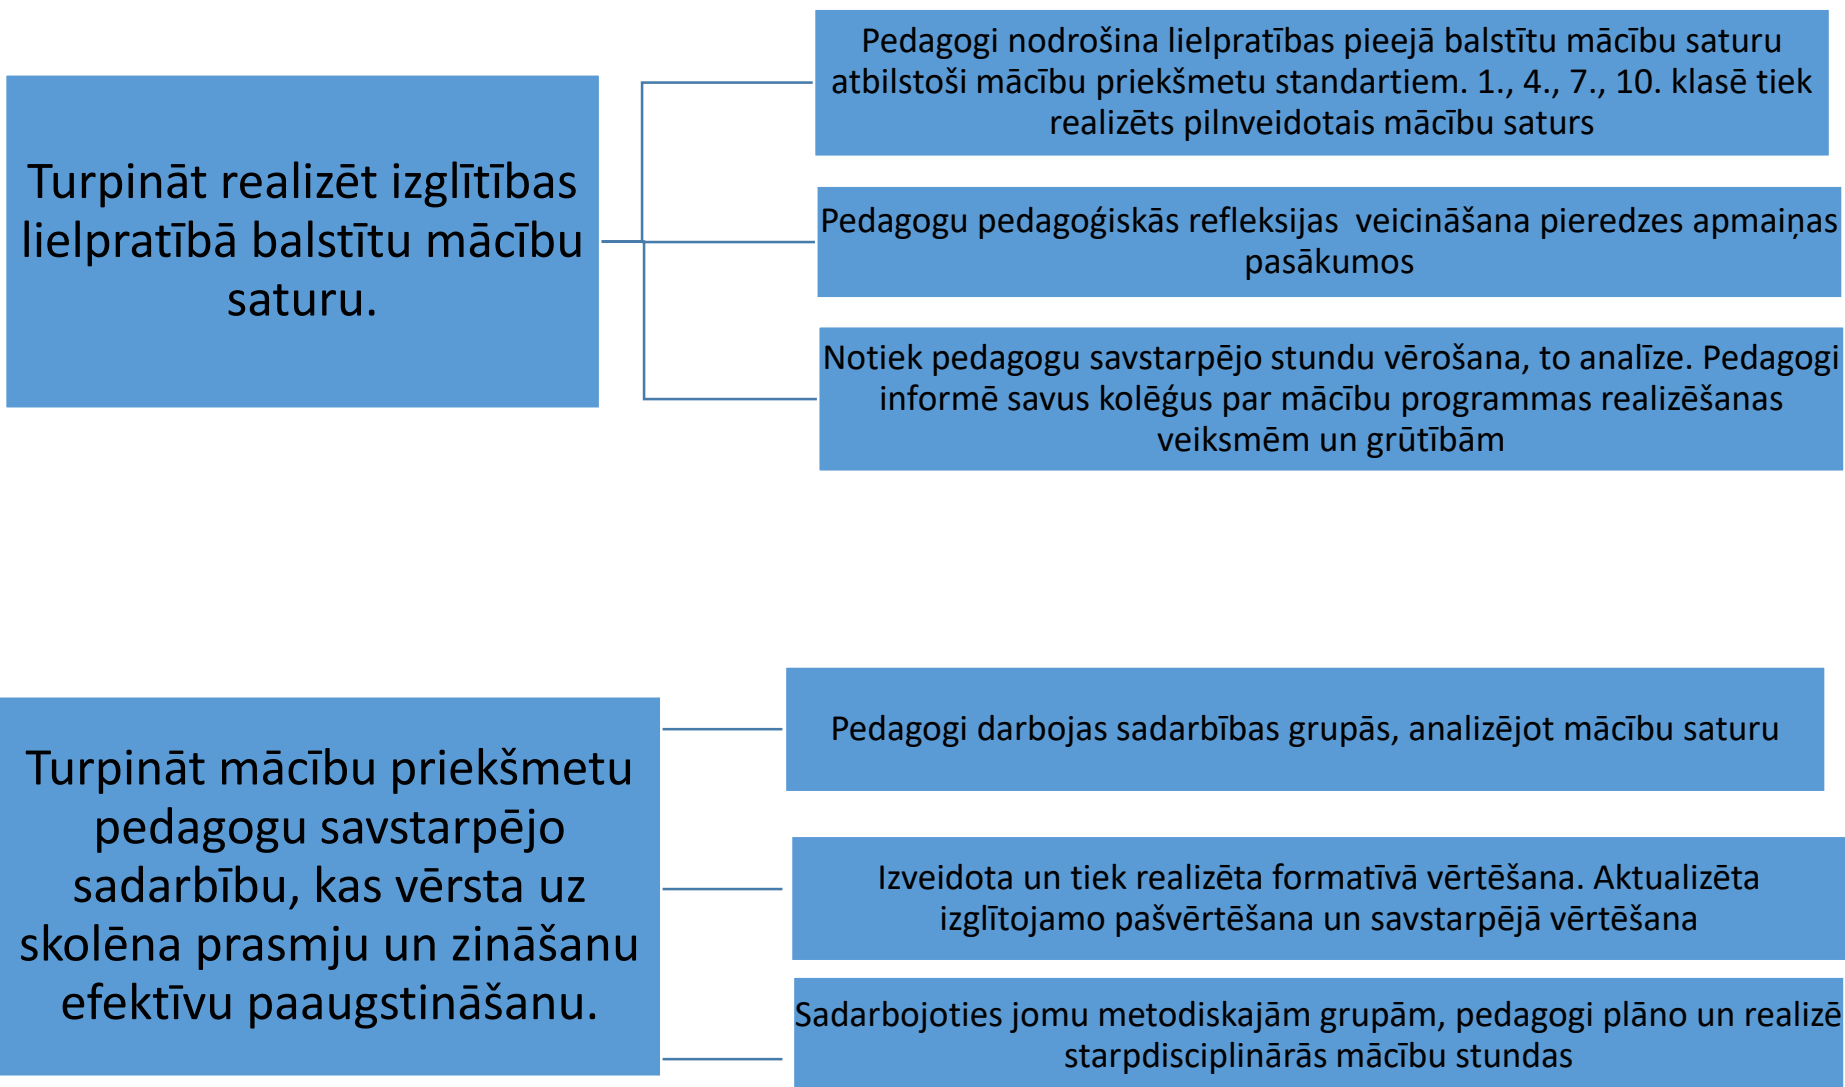 Turpināt realizēt izglītības
lielpratībā balstītu mācību
saturu.
Pedagogi nodrošina lielpratības pieejā balstītu mācību saturu
atbilstoši mācību priekšmetu standartiem. 1., 4., 7., 10. klasē tiek
realizēts pilnveidotais mācību saturs
Pedagogu pedagoģiskās refleksijas  veicināšana pieredzes apmaiņas
pasākumos
Notiek pedagogu savstarpējo stundu vērošana, to analīze. Pedagogi
informē savus kolēģus par mācību programmas realizēšanas
veiksmēm un grūtībām
Turpināt mācību priekšmetu
pedagogu savstarpējo
sadarbību, kas vērsta uz
skolēna prasmju un zināšanu
efektīvu paaugstināšanu.
Pedagogi darbojas sadarbības grupās, analizējot mācību saturu
Izveidota un tiek realizēta formatīvā vērtēšana. Aktualizēta
izglītojamo pašvērtēšana un savstarpējā vērtēšana
Sadarbojoties jomu metodiskajām grupām, pedagogi plāno un realizē
starpdisciplinārās mācību stundas